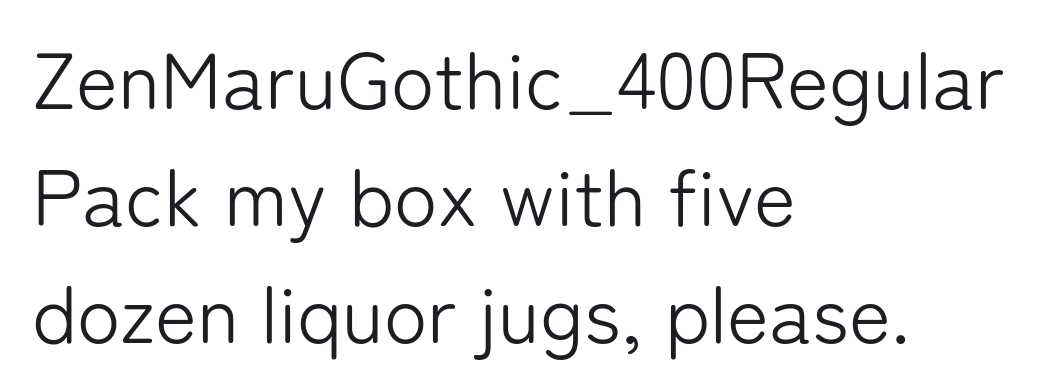 ZenMaruGothic_400Regular
Pack my box with five
dozen liquor jugs, please.